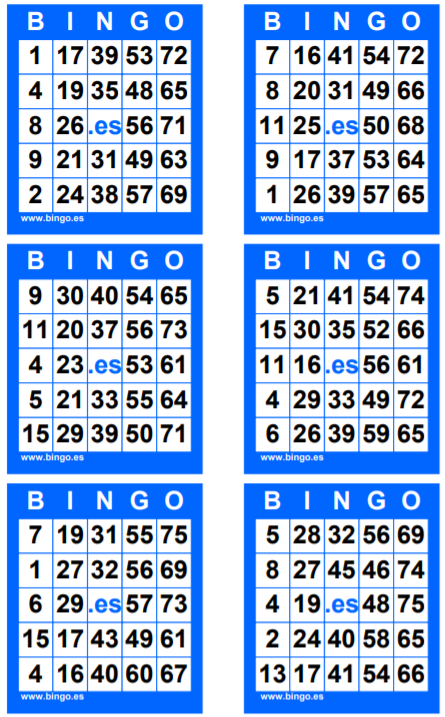 B I N G O
1 17 39 53 72
4 19 35 48 65
8 26 .es 56 71
9 21 31 49 63
2 24 38 57 69
www.bingo.es
B I N G O
7 16 41 54 72
8 20 31 49 66
11 25 .es 50 68
9 17 37 53 64
1 26 39 57 65
www.bingo.es
B I N G O
9 30 40 54 65
11 20 37 56 73
4 23 .es 53 61
5 21 33 55 64
15 29 39 50 71
www.bingo.es
B I N G O
5 21 41 54 74
15 30 35 52 66
11 16 .es 56 61
4 29 33 49 72
6 26 39 59 65
www.bingo.es
B I N G O
7 19 31 55 75
1 27 32 56 69
6 29 .es 57 73
15 17 43 49 61
4 16 40 60 67
www.bingo.es
B I N G O
5 28 32 56 69
8 27 45 46 74
4 19 .es 48 75
2 24 40 58 65
13 17 41 54 66
www.bingo.es